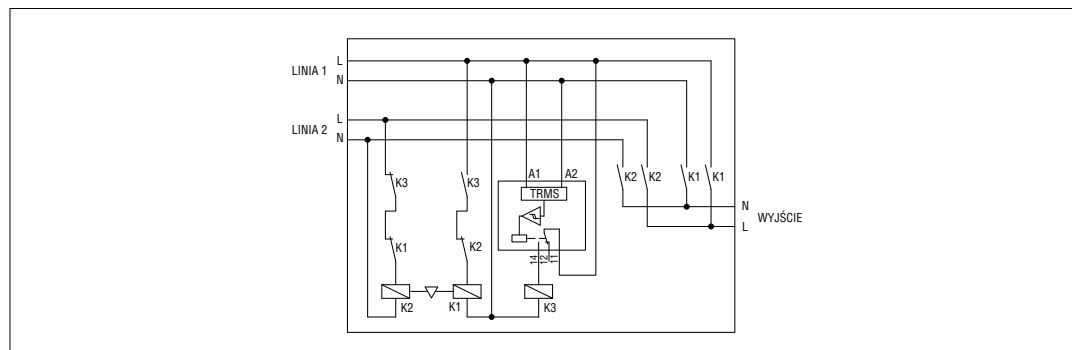 L
LINIA 1
N
L
LINIA 2
N
K3
K3
A1
A2
K2
K2
K1
K1
TRMS
N
WYJŚCIE
L
K1
K2
14
12
11
K2
K1
K3